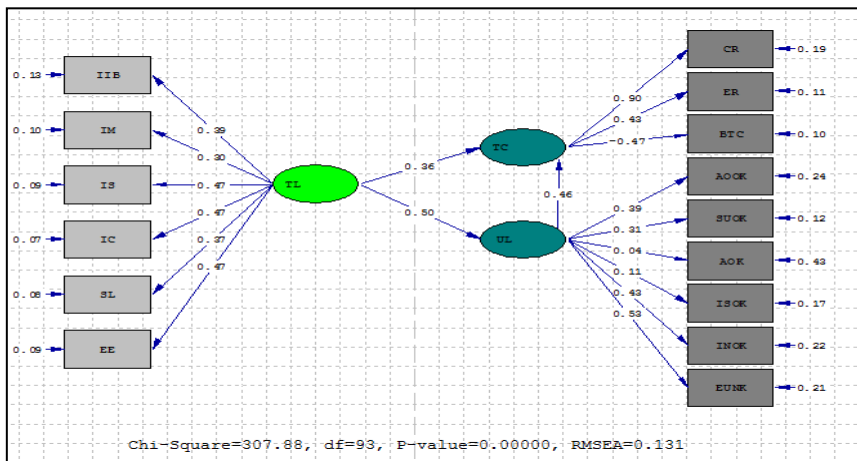 CR 0.19
0.13 IIB
ER 0.11
0.90
0.10 IM 0.39 0.43 BTC 0.10
0.30 TC -0.47
0.36
0.09 IS 0.47 TL AOOK 0.24
0.46
0.47 0.50 0.39 SUOK 0.12
0.07 IC 0.37 UL 0.31
0.04 AOK 0.43
0.47 0.11
0.08 SL 0.43 ISOK 0.17
0.53
0.09 EE INOK 0.22
EUNK 0.21
Chi-Square=307.88, df=93, P-value=0.00000, RMSEA=0.131